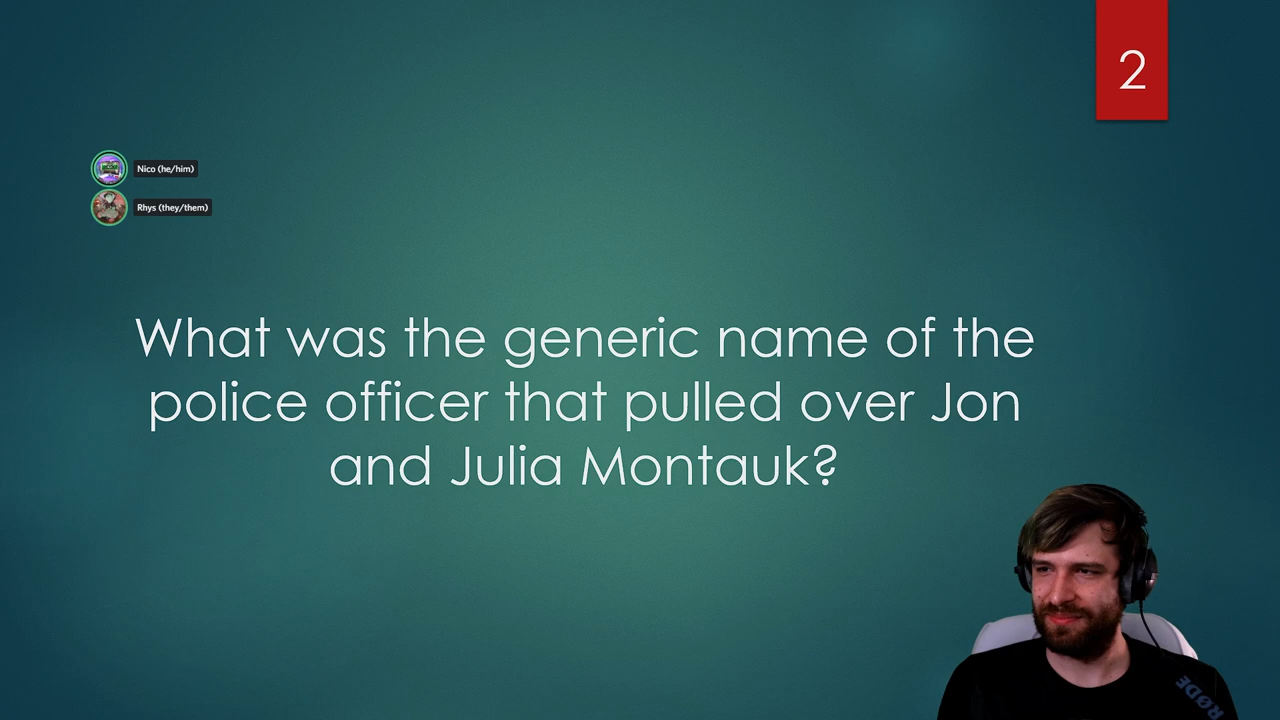 2
Nico (he/him)
Rhys (they/them)
What was the generic name of the
police officer that pulled over Jon
and Julia Montauk?
RØDE